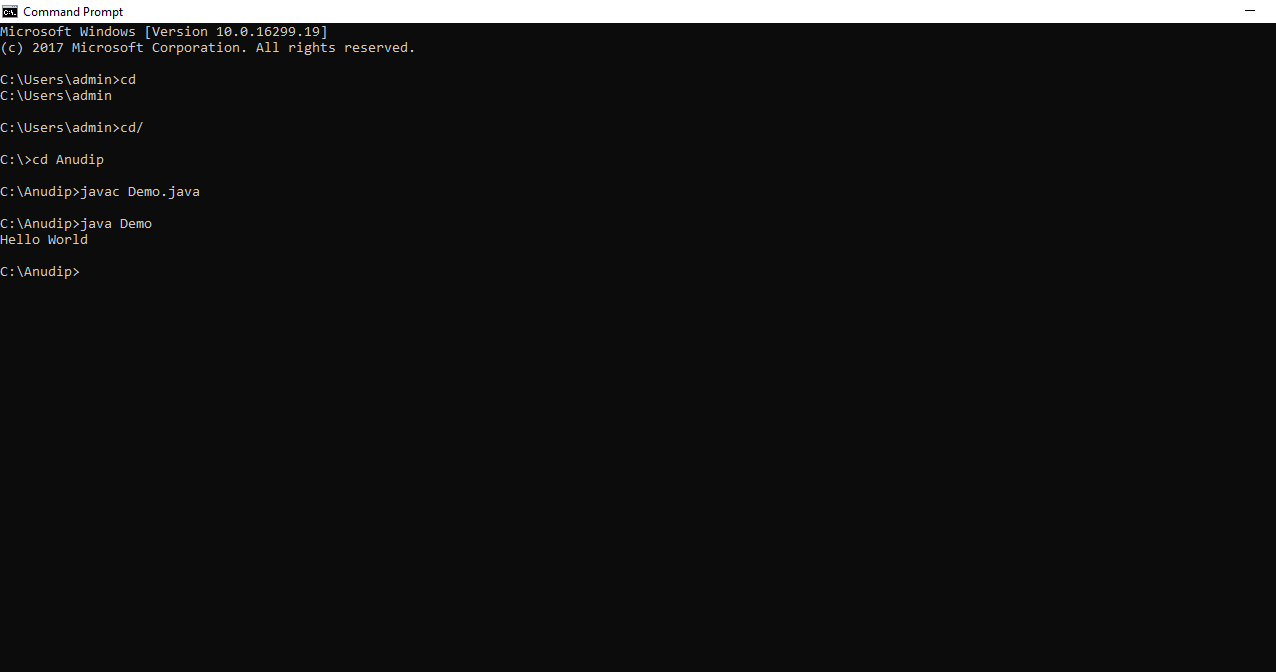 Command Prompt
Microsoft Windows [Version 10.0.16299.19]
(c) 2017 Microsoft Corporation. All rights reserved.
C:\Users\admin>cd
C:\Users\admin
C:\Users\admin>cd/
C:\>cd Anudip
C:\Anudip>javac Demo.java
C:\Anudip>java Demo
Hello World
C:\Anudip>